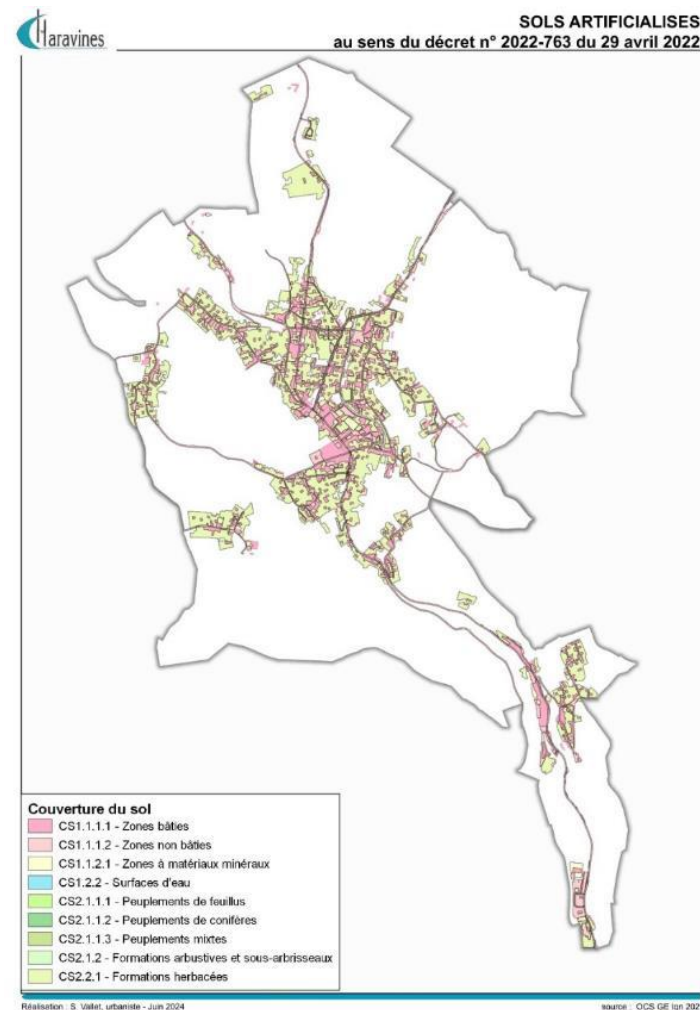 Charavines
SOLS ARTIFICIALISES
au sens du décret n° 2022-763 du 29 avril 2022
Couverture du sol
CS1.1.1.1 - Zones bâties
CS1.1.1.2 - Zones non bâties
CS1.1.2.1 - Zones à matériaux minéraux
CS1.2.2 - Surfaces d'eau
CS2.1.1.1 - Peuplements de feuillus
CS2.1.1.2 - Peuplements de conifères
CS2.1.1.3 - Peuplements mixtes
CS2.1.2 - Formations arbustives et sous-arbrisseaux
CS2.2.1 - Formations herbacées
Réalisation : S. Vallet, urbaniste - Juin 2024
source : OCS GE Ign 202